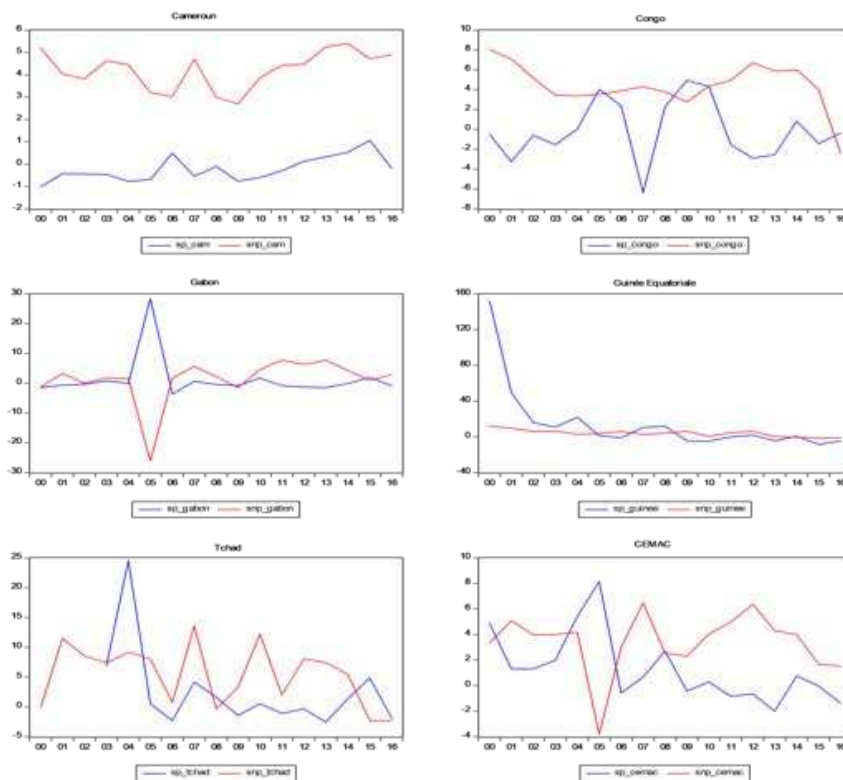 Cameroun
6
5
4
3
2
1
0
-1
-2
00 01 02 03 04 05 06 07 08 09 10 11 12 13 14 15 16
sp_cam snp_cam
Congo
10
8
6
4
2
0
-2
-4
-6
-8
00 01 02 03 04 05 06 07 08 09 10 11 12 13 14 15 16
sp_congo snp_congo
Gabon
30
20
10
0
-10
-20
-30
00 01 02 03 04 05 06 07 08 09 10 11 12 13 14 15 16
sp_gabon snp_gabon
Guinée Equatoriale
160
120
80
40
0
-40
00 01 02 03 04 05 06 07 08 09 10 11 12 13 14 15 16
sp_guinee snp_guinee
Tchad
25
20
15
10
5
0
-5
00 01 02 03 04 05 06 07 08 09 10 11 12 13 14 15 16
sp_tchad snp_tchad
CEMAC
10
8
6
4
2
0
-2
-4
00 01 02 03 04 05 06 07 08 09 10 11 12 13 14 15 16
sp_cemac snp_cemac